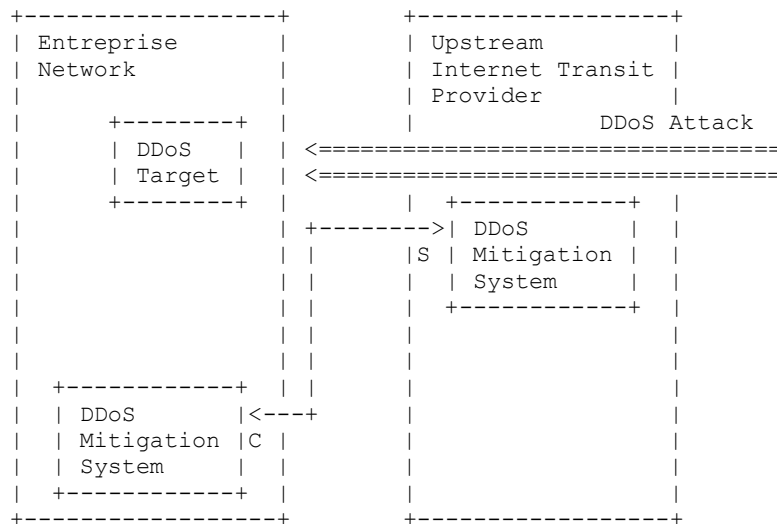 Entreprise
Network
Upstream
Internet Transit
Provider
DDoS Attack
DDoS
Target
DDoS
S Mitigation
System
DDoS
Mitigation C
System